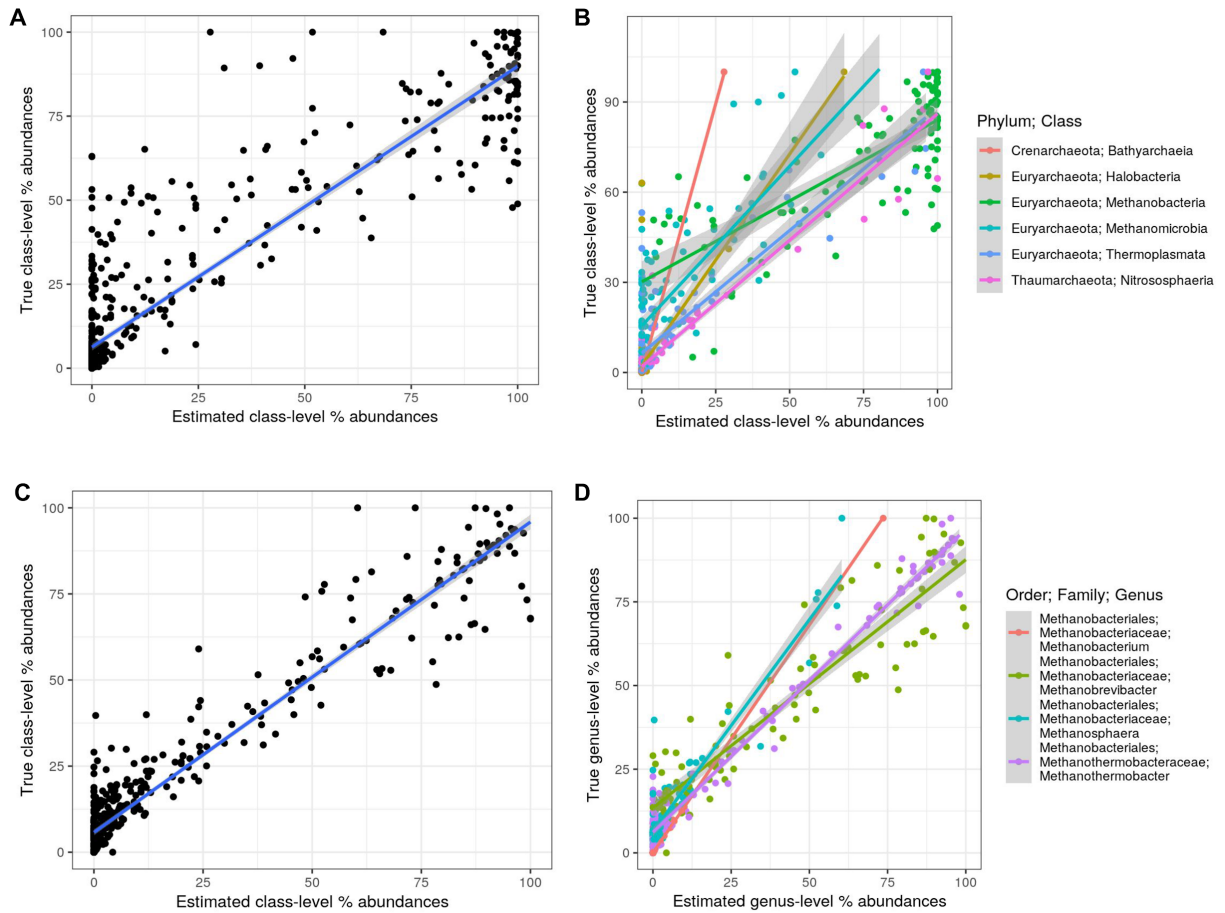 A
100
75
50
25
0
True class-level % abundances
0 25 50 75 100
Estimated class-level % abundances
B
90
60
30
0
True class-level % abundances
0 25 50 75 100
Estimated class-level % abundances
Phylum; Class
Crenarchaeota; Bathyarchaeia
Euryarchaeota; Halobacteria
Euryarchaeota; Methanobacteria
Euryarchaeota; Methanomicrobia
Euryarchaeota; Thermoplasmata
Thaumarchaeota; Nitrososphaeria
C
100
75
50
25
0
True class-level % abundances
0 25 50 75 100
Estimated class-level % abundances
D
100
75
50
25
0
True genus-level % abundances
0 25 50 75 100
Estimated genus-level % abundances
Order; Family; Genus
Methanobacteriales;
Methanobacteriaceae;
Methanobacterium
Methanobacteriales;
Methanobacteriaceae;
Methanobrevibacter
Methanobacteriales;
Methanobacteriaceae;
Methanosphaera
Methanobacteriales;
Methanothermobacteraceae;
Methanothermobacter